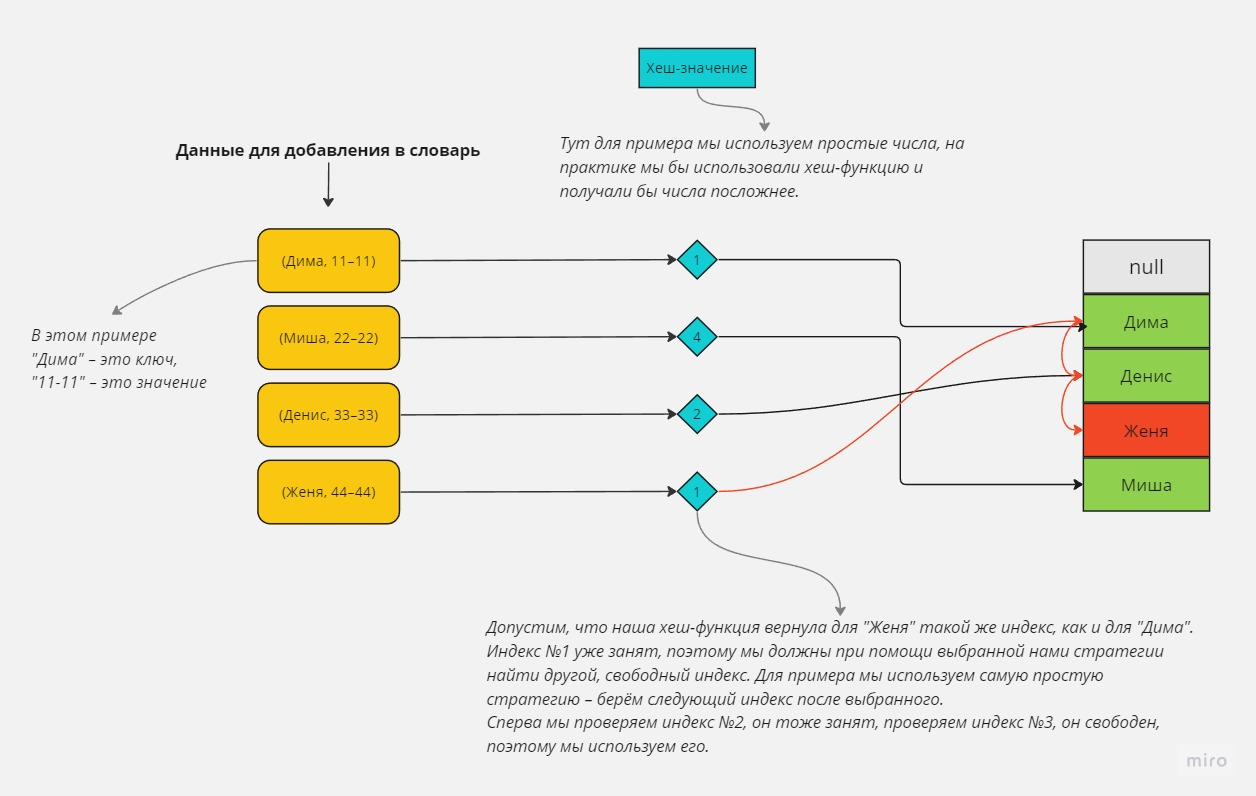 Хеш-значение
Тут для примера мы используем простые числа, на
практике мы бы использовали хеш-функцию и
получали бы числа посложнее.
Данные для добавления в словарь
(Дима, 11–11)
1
null
Дима
В этом примере
"Дима" – это ключ,
"11-11" – это значение
(Миша, 22–22)
4
Денис
(Денис, 33–33)
2
Женя
(Женя, 44–44)
1
Миша
Допустим, что наша хеш-функция вернула для "Женя" такой же индекс, как и для "Дима".
Индекс №1 уже занят, поэтому мы должны при помощи выбранной нами стратегии
найти другой, свободный индекс. Для примера мы используем самую простую
стратегию – берём следующий индекс после выбранного.
Сперва мы проверяем индекс №2, он тоже занят, проверяем индекс №3, он свободен,
поэтому мы используем его.
miro